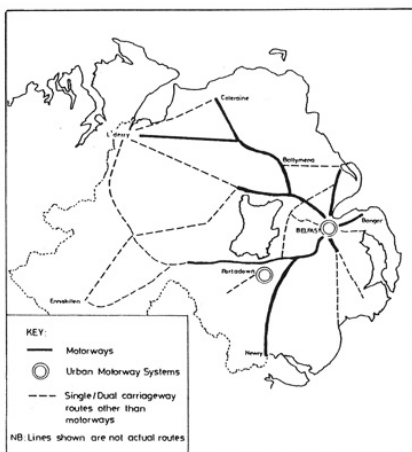 Coleraine
L'derry
Ballymena
Bangor
BELFAST
Portadown
Enniskillen
Newry
KEY:
Motorways
Urban Motorway Systems
Single/Dual carriageway
routes other than
motorways
NB: Lines shown are not actual routes